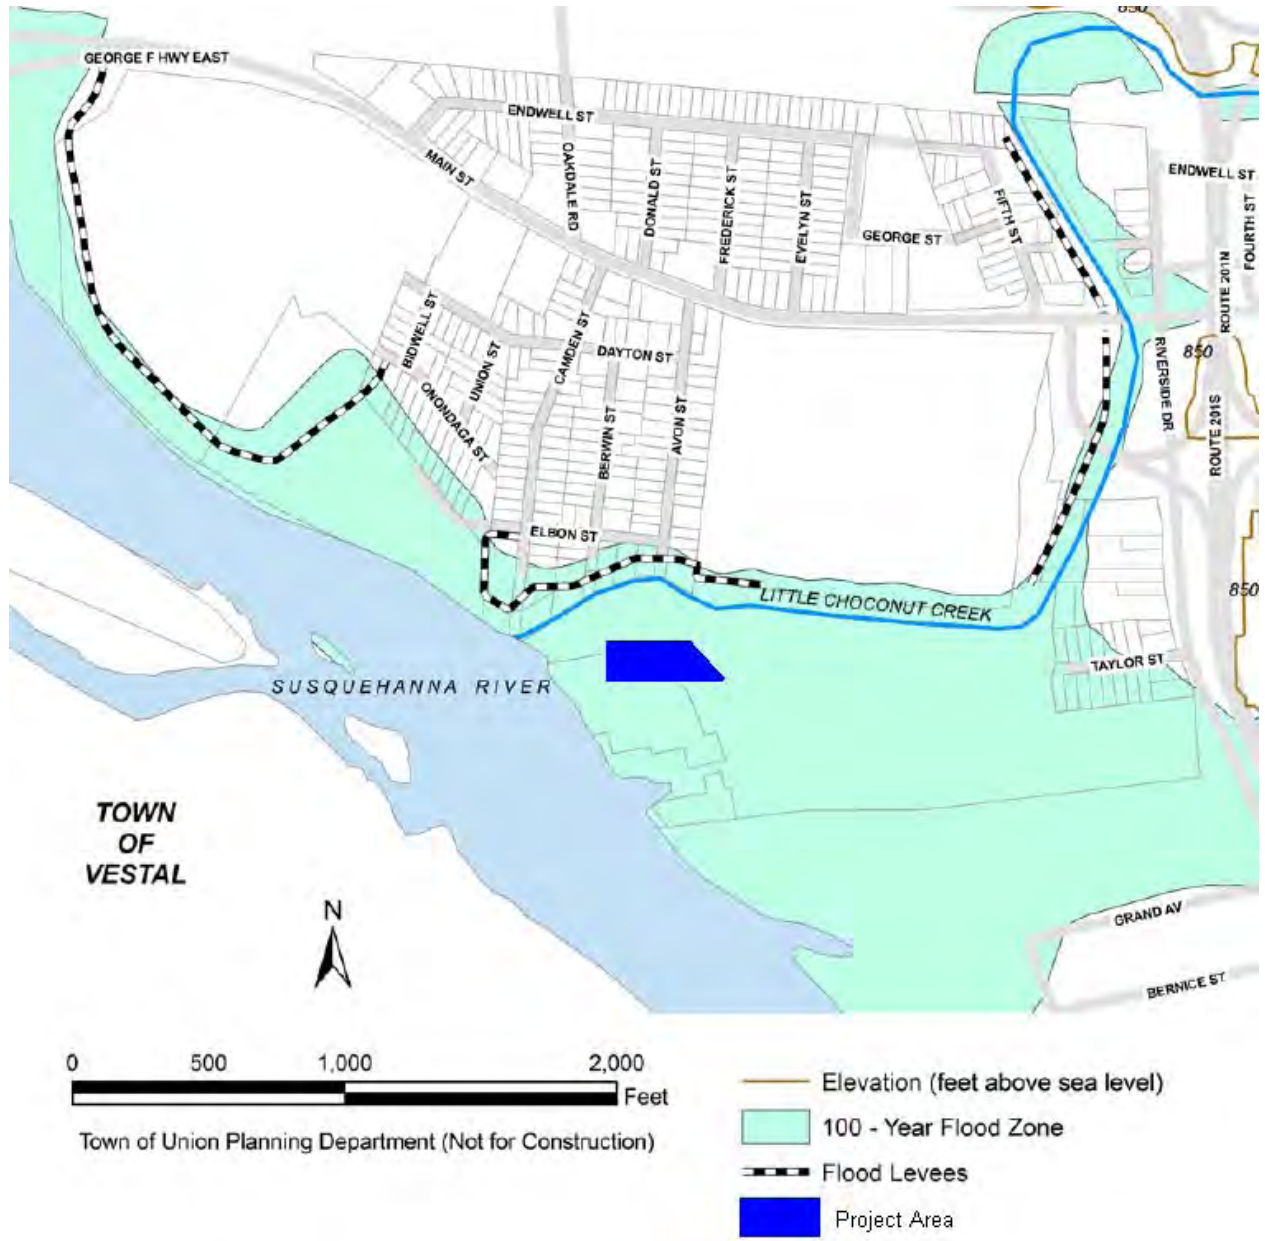 850
GEORGE F HWY EAST
ENDWELL ST
MAIN ST
OAKDALE RD
DONALD ST
FREDERICK ST
EVELYN ST
GEORGE ST
FIFTH ST
ENDWELL ST
FOURTH ST
ROUTE 201N
BIDWELL ST
UNION ST
ONONDAGA ST
CAMDEN ST
DAYTON ST
BERWIN ST
AVON ST
850
RIVERSIDE DR
ROUTE 201S
ELBON ST
LITTLE CHOCONUT CREEK
850
TAYLOR ST
SUSQUEHANNA RIVER
TOWN
OF
VESTAL
N
GRAND AV
BERNICE ST
0 500 1,000 2,000
Feet
Town of Union Planning Department (Not for Construction)
Elevation (feet above sea level)
100 - Year Flood Zone
Flood Levees
Project Area